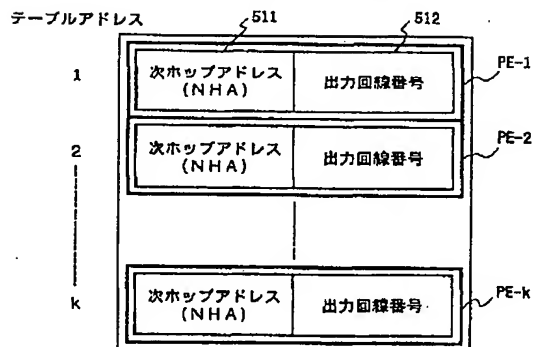 テーブルアドレス
511
512
1
次ホップアドレス
(NHA)
出力回線番号
PE-1
2
次ホップアドレス
(NHA)
出力回線番号
PE-2
k
次ホップアドレス
(NHA)
出力回線番号
PE-k